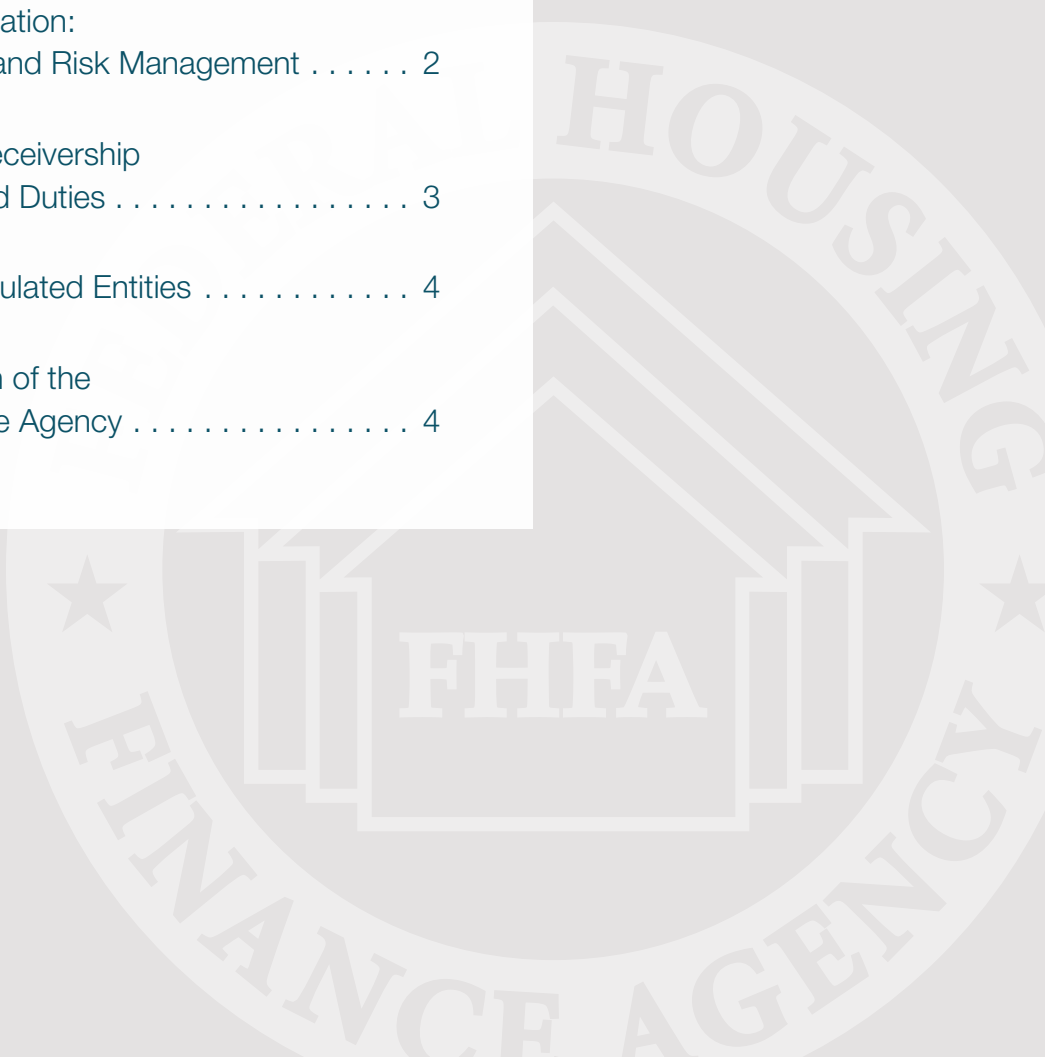 ation:
and Risk Management . . . . . . 2
eceivership
d Duties . . . . . . . . . . . . . . . . . 3
ulated Entities . . . . . . . . . . . . 4
n of the
e Agency . . . . . . . . . . . . . . . . 4
FEDERAL HOUSING
FHFA
FINANCE AGENCY